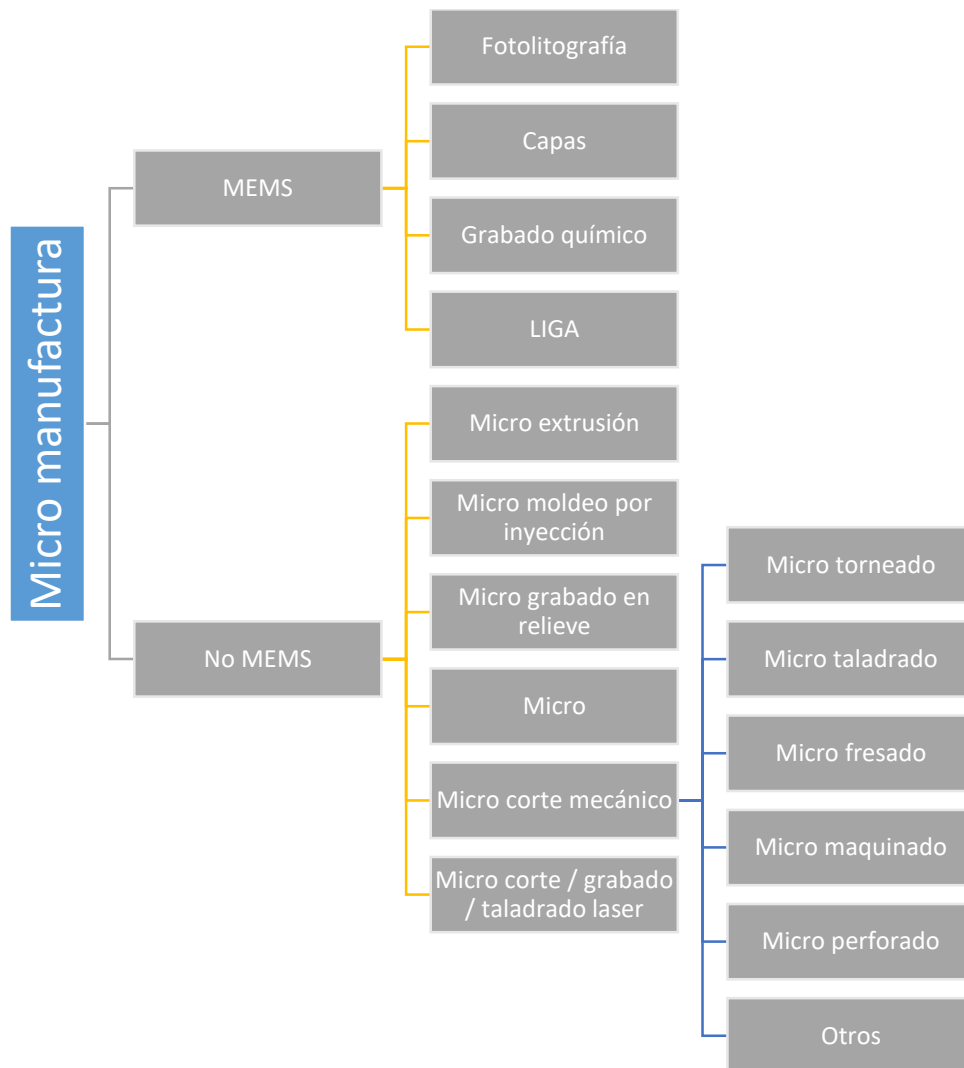 Micro manufactura
MEMS
Fotolitografía
Capas
Grabado químico
LIGA
No MEMS
Micro extrusión
Micro moldeo por
inyección
Micro grabado en
relieve
Micro
Micro corte mecánico
Micro torneado
Micro taladrado
Micro fresado
Micro maquinado
Micro perforado
Otros
Micro corte / grabado
/ taladrado laser